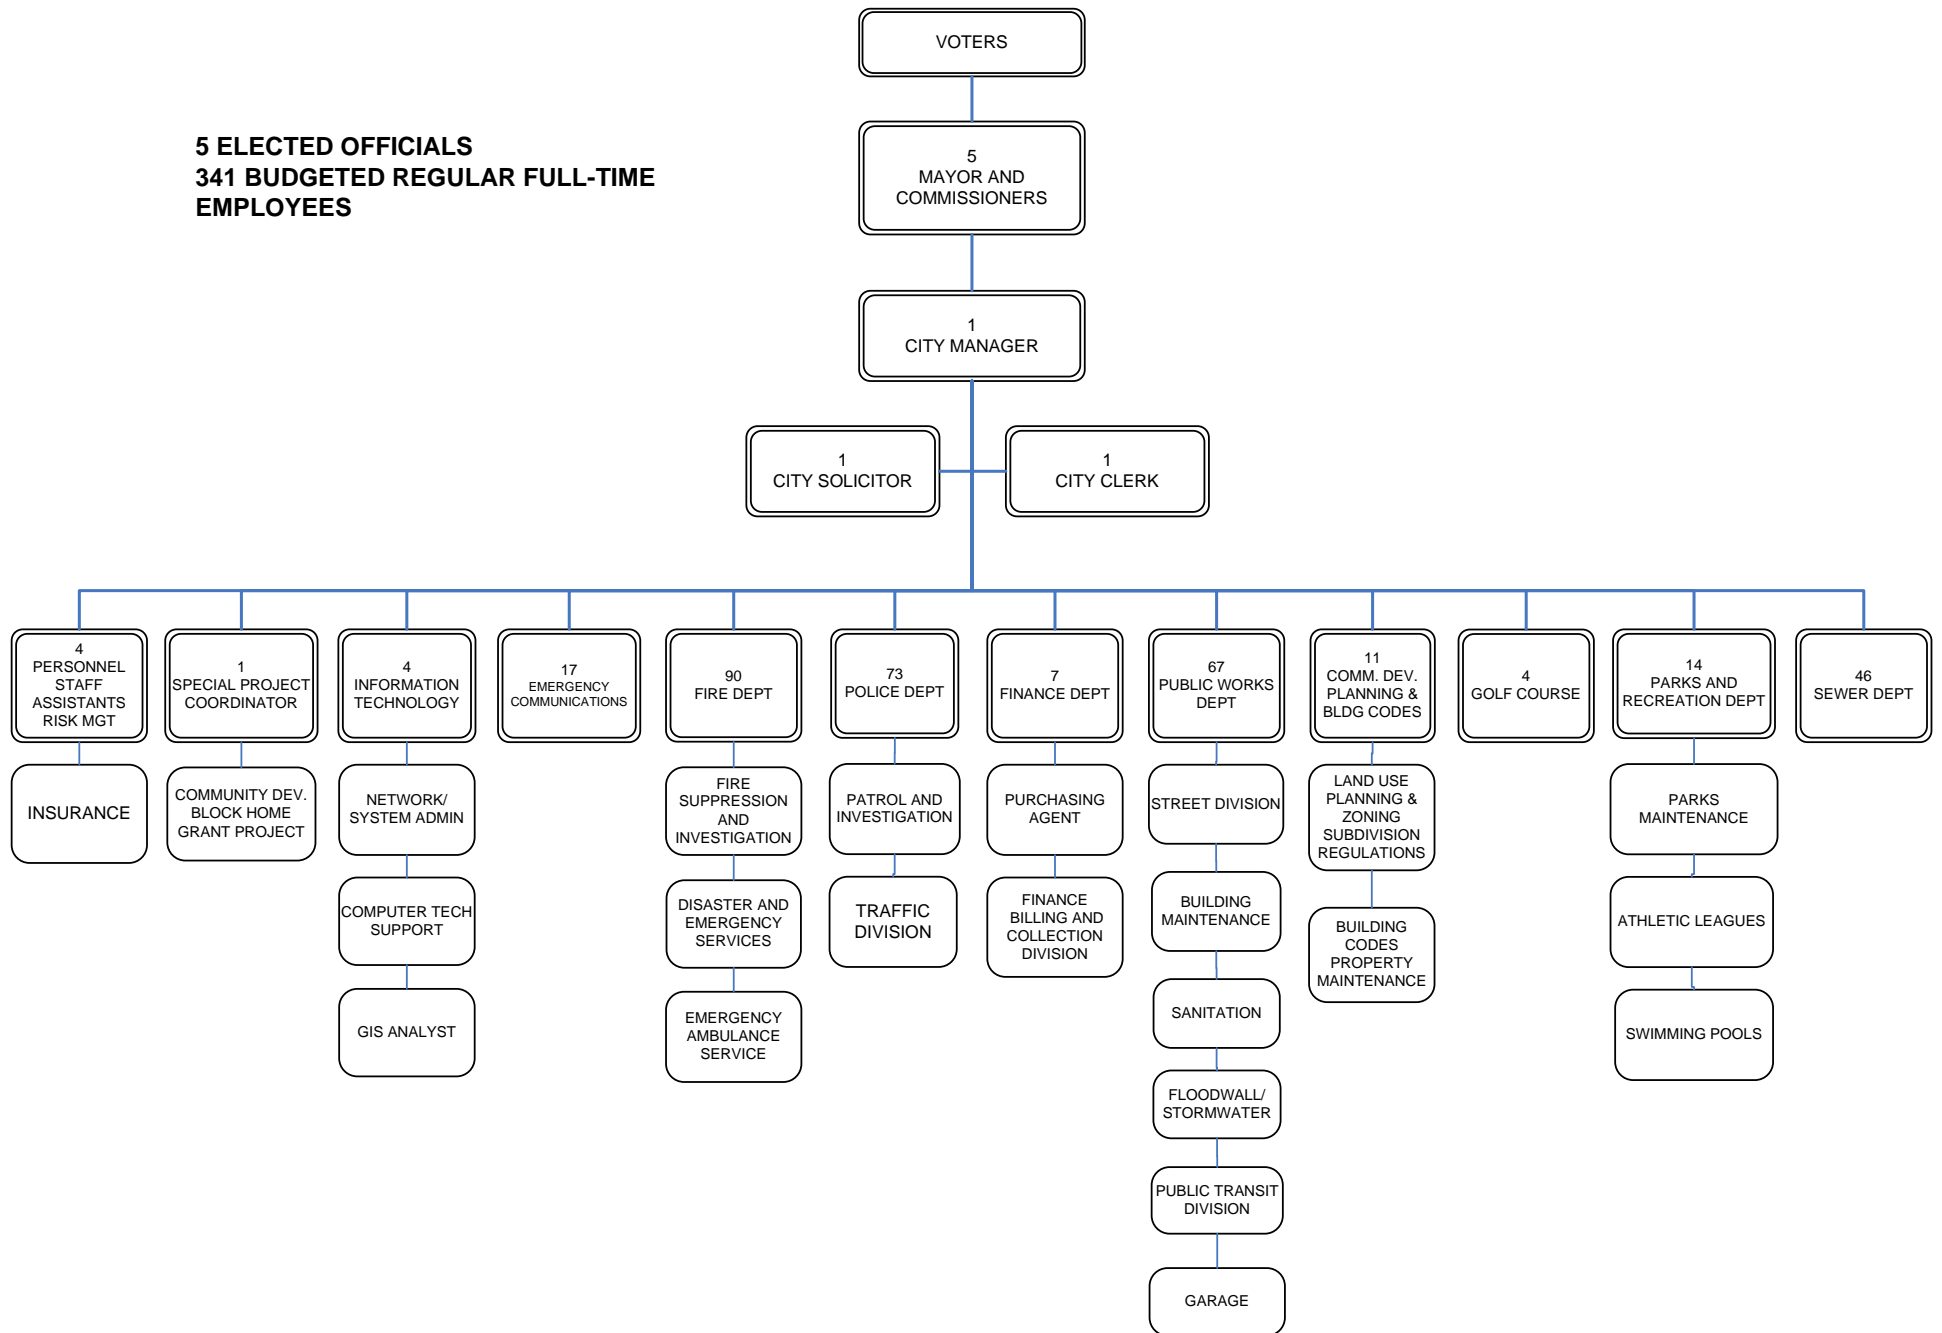 VOTERS
5 ELECTED OFFICIALS
341 BUDGETED REGULAR FULL-TIME
EMPLOYEES
5
MAYOR AND
COMMISSIONERS
1
CITY MANAGER
1
CITY SOLICITOR
1
CITY CLERK
4
PERSONNEL
STAFF
ASSISTANTS
RISK MGT
1
SPECIAL PROJECT
COORDINATOR
4
INFORMATION
TECHNOLOGY
17
EMERGENCY
COMMUNICATIONS
90
FIRE DEPT
73
POLICE DEPT
7
FINANCE DEPT
67
PUBLIC WORKS
DEPT
11
COMM. DEV.
PLANNING &
BLDG CODES
4
GOLF COURSE
14
PARKS AND
RECREATION DEPT
46
SEWER DEPT
INSURANCE
COMMUNITY DEV.
BLOCK HOME
GRANT PROJECT
NETWORK/
SYSTEM ADMIN
FIRE
SUPPRESSION
AND
INVESTIGATION
PATROL AND
INVESTIGATION
PURCHASING
AGENT
STREET DIVISION
LAND USE
PLANNING &
ZONING
SUBDIVISION
REGULATIONS
PARKS
MAINTENANCE
COMPUTER TECH
SUPPORT
DISASTER AND
EMERGENCY
SERVICES
TRAFFIC
DIVISION
FINANCE
BILLING AND
COLLECTION
DIVISION
BUILDING
MAINTENANCE
BUILDING
CODES
PROPERTY
MAINTENANCE
ATHLETIC LEAGUES
GIS ANALYST
EMERGENCY
AMBULANCE
SERVICE
SANITATION
SWIMMING POOLS
FLOODWALL/
STORMWATER
PUBLIC TRANSIT
DIVISION
GARAGE